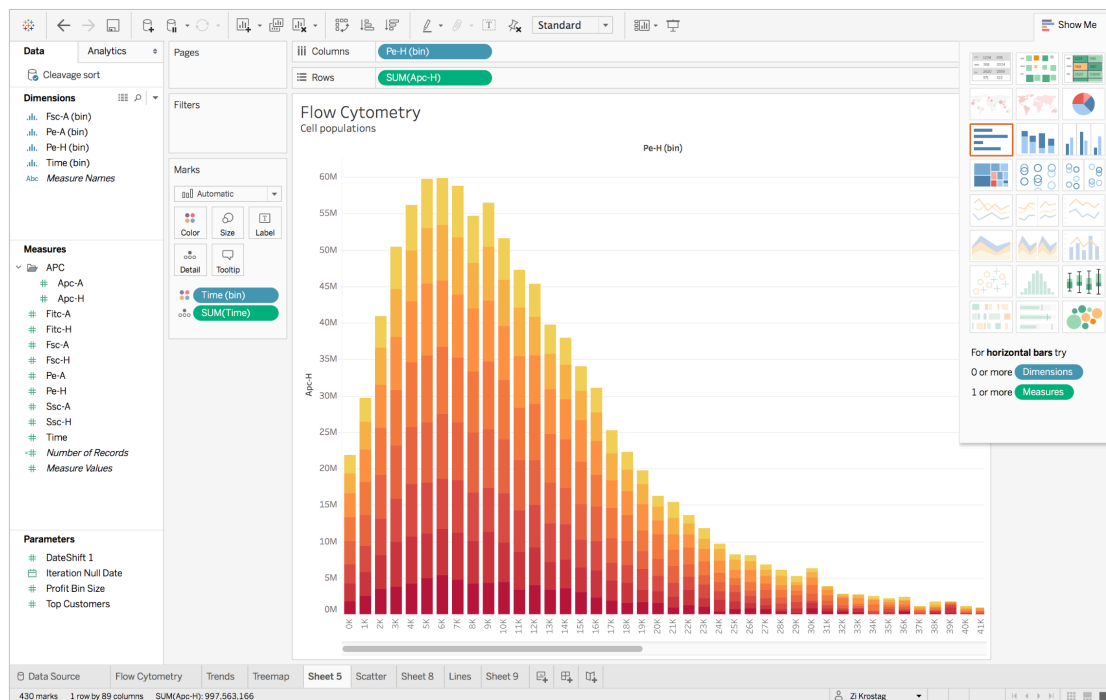 Standard
Show Me
Data
Analytics
Cleavage sort
Dimensions
Fsc-A (bin)
Pe-A (bin)
Pe-H (bin)
Time (bin)
Abc Measure Names
Measures
APC
Apc-A
Apc-H
Fitc-A
Fitc-H
Fsc-A
Fsc-H
Pe-A
Pe-H
Ssc-A
Ssc-H
Time
Number of Records
Measure Values
Parameters
DateShift 1
Iteration Null Date
Profit Bin Size
Top Customers
Pages
Filters
Marks
Automatic
Color
Size
Label
Detail
Tooltip
Time (bin)
SUM(Time)
Columns
Pe-H (bin)
Rows
SUM(Apc-H)
Flow Cytometry
Cell populations
Pe-H (bin)
Apc-H
60M
55M
50M
45M
40M
35M
30M
25M
20M
15M
10M
5M
0M
0K 1K 2K 3K 4K 5K 6K 7K 8K 9K 10K 11K 12K 13K 14K 15K 16K 17K 18K 19K 20K 21K 22K 23K 24K 25K 26K 27K 28K 29K 30K 31K 32K 33K 34K 35K 36K 37K 38K 39K 40K 41K
For horizontal bars try
0 or more Dimensions
1 or more Measures
Data Source Flow Cytometry Trends Treemap Sheet 5 Scatter Sheet 8 Lines Sheet 9
430 marks 1 row by 89 columns SUM(Apc-H): 997,563,166
Zi Krostag